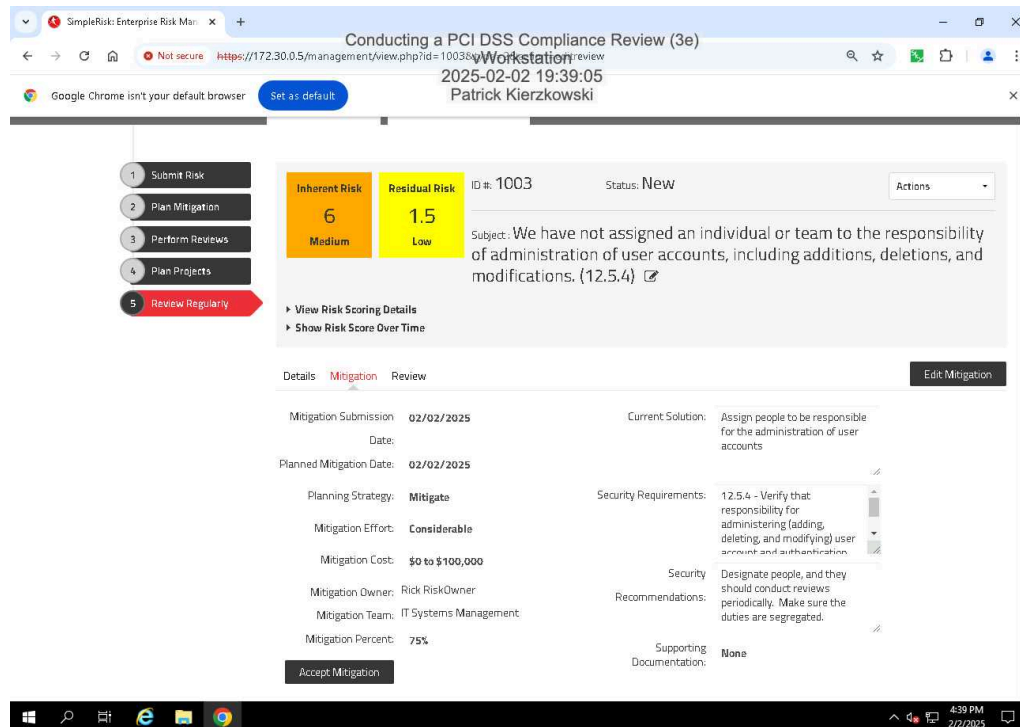 SimpleRisk: Enterprise Risk Man
Conducting a PCI DSS Compliance Review (3e)
Not secure https://172.30.0.5/management/view.php?id=1003
vWorkstation
2025-02-02 19:39:05
Patrick Kierzkowski
Google Chrome isn't your default browser Set as default
1 Submit Risk
2 Plan Mitigation
3 Perform Reviews
4 Plan Projects
5 Review Regularly
Inherent Risk
6
Medium
Residual Risk
1.5
Low
ID #: 1003 Status: New
Actions
Subject : We have not assigned an individual or team to the responsibility
of administration of user accounts, including additions, deletions, and
modifications. (12.5.4)
View Risk Scoring Details
Show Risk Score Over Time
Details Mitigation Review
Edit Mitigation
Mitigation Submission
Date: 02/02/2025
Planned Mitigation Date: 02/02/2025
Planning Strategy: Mitigate
Mitigation Effort: Considerable
Mitigation Cost: $0 to $100,000
Mitigation Owner: Rick RiskOwner
Mitigation Team: IT Systems Management
Mitigation Percent: 75%
Accept Mitigation
Current Solution: Assign people to be responsible
for the administration of user
accounts
Security Requirements: 12.5.4 - Verify that
responsibility for
administering (adding,
deleting, and modifying) user
account and authentication
Security
Recommendations: Designate people, and they
should conduct reviews
periodically. Make sure the
duties are segregated.
Supporting
Documentation: None
4:39 PM
2/2/2025